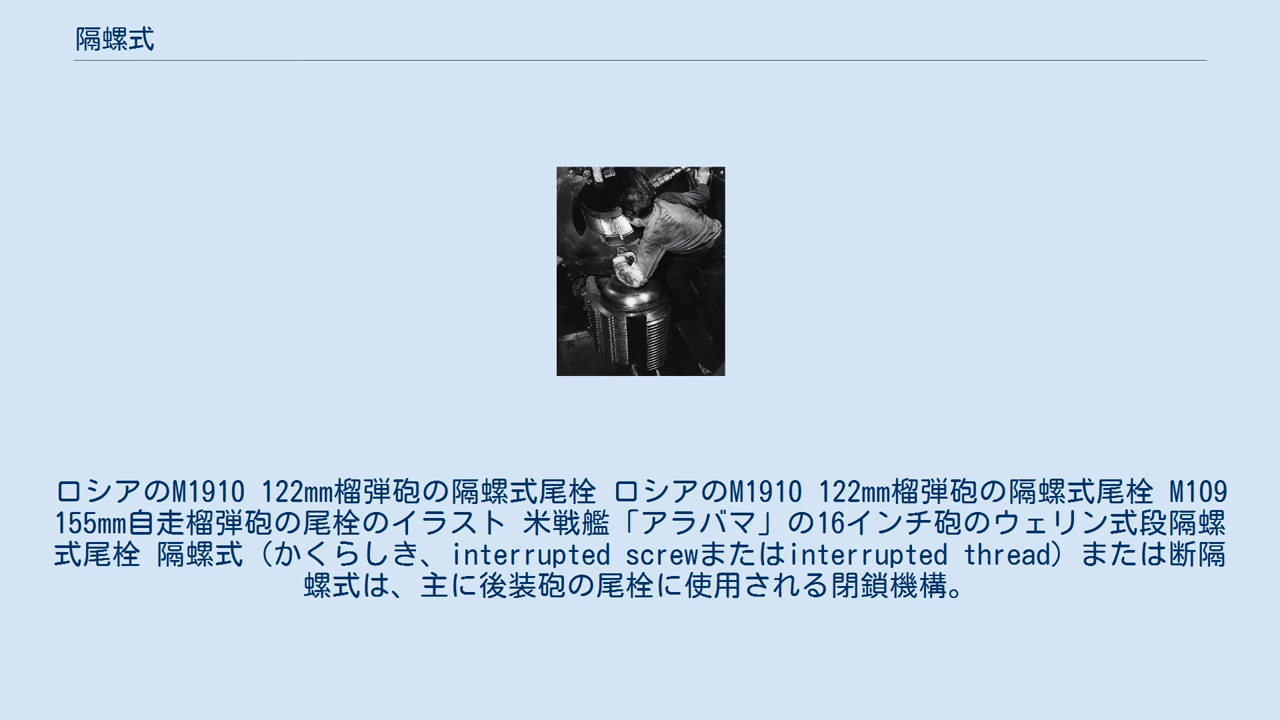 隔螺式
ロシアのM1910 122mm榴弾砲の隔螺式尾栓 ロシアのM1910 122mm榴弾砲の隔螺式尾栓 M109
155mm自走榴弾砲の尾栓のイラスト 米戦艦「アラバマ」の16インチ砲のウェリン式段隔螺
式尾栓 隔螺式（かくらしき、interrupted screwまたはinterrupted thread）または断隔
螺式は、主に後装砲の尾栓に使用される閉鎖機構。